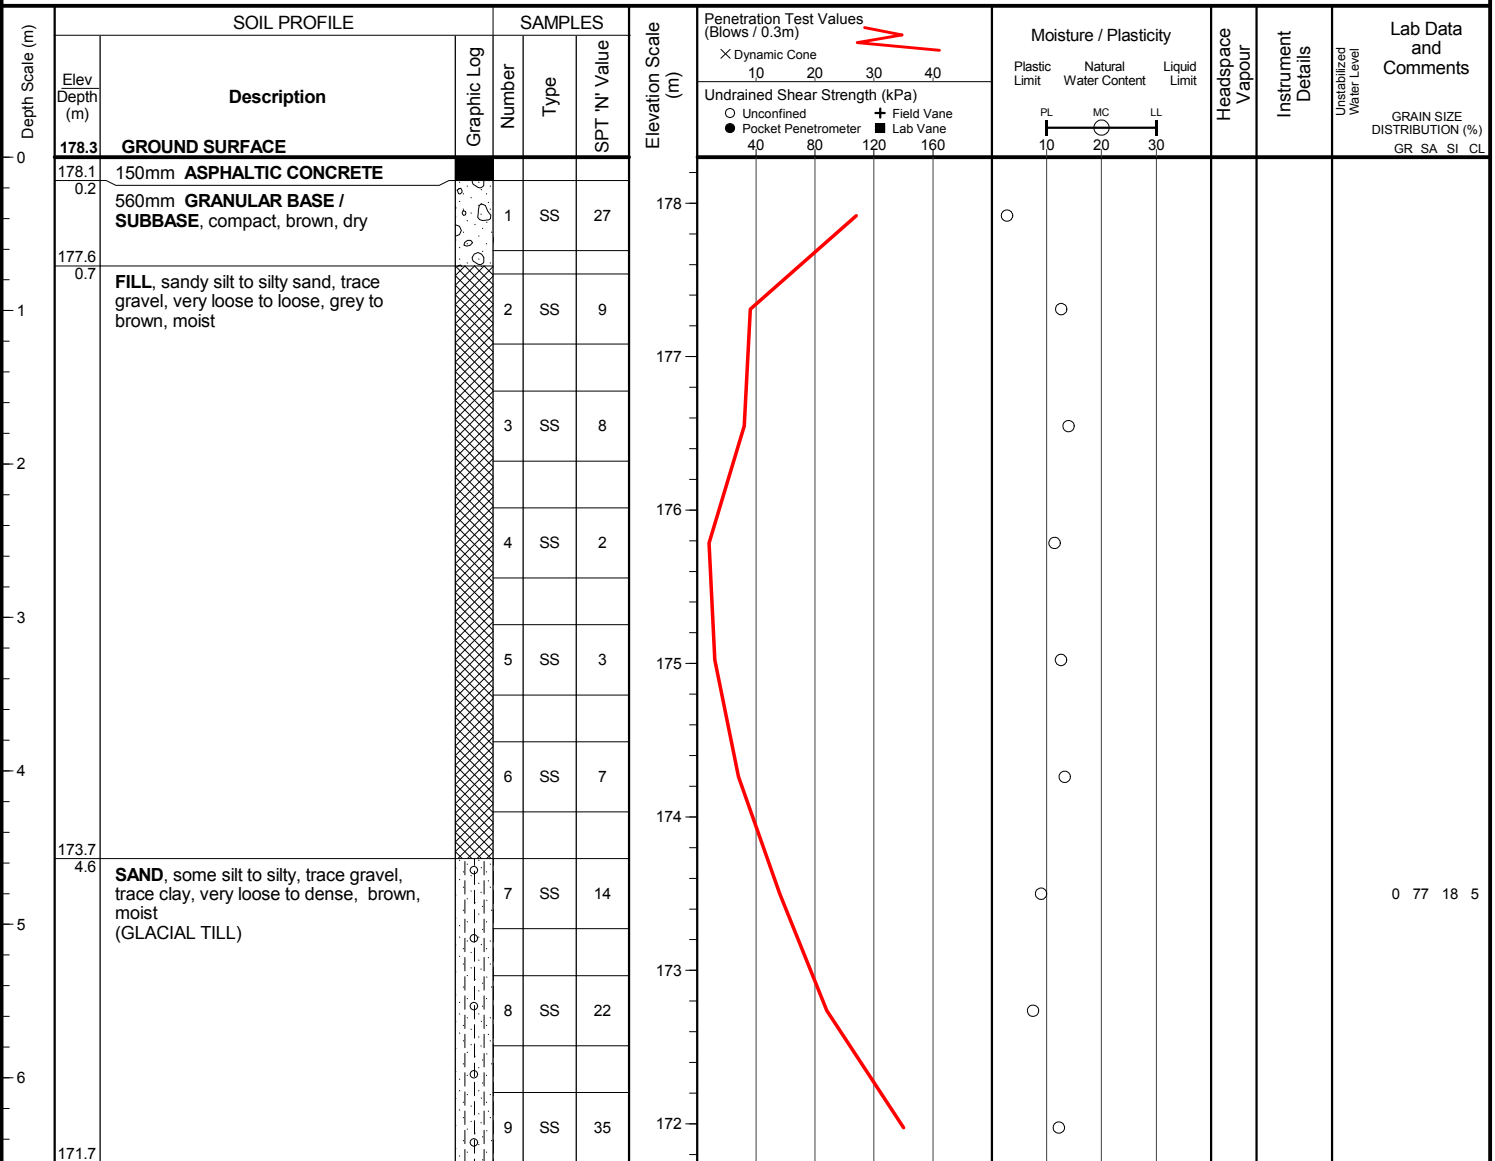 SOIL PROFILE
SAMPLES
Depth Scale (m)
Elev
Depth
(m)
Description
Graphic Log
Number
Type
SPT 'N' Value
Elevation Scale
(m)
Penetration Test Values
(Blows / 0.3m)
× Dynamic Cone
10 20 30 40
Undrained Shear Strength (kPa)
Unconfined
Field Vane
Pocket Penetrometer
Lab Vane
40 80 120 160
Moisture / Plasticity
Plastic Limit
Natural Water Content
Liquid Limit
PL MC LL
10 20 30
Headspace
Vapour
Instrument
Details
Unstabilized
Water Level
Lab Data
and
Comments
GRAIN SIZE
DISTRIBUTION (%)
GR SA SI CL
178.3 GROUND SURFACE
0
178.1 150mm ASPHALTIC CONCRETE
0.2
560mm GRANULAR BASE /
SUBBASE, compact, brown, dry
1 SS 27
178
177.6
0.7
FILL, sandy silt to silty sand, trace
gravel, very loose to loose, grey to
brown, moist
1
2 SS 9
177
3 SS 8
2
176
4 SS 2
3
5 SS 3
175
4
6 SS 7
174
173.7
4.6
SAND, some silt to silty, trace gravel,
trace clay, very loose to dense, brown,
moist
(GLACIAL TILL)
7 SS 14
0 77 18 5
5
173
8 SS 22
6
9 SS 35
172
171.7